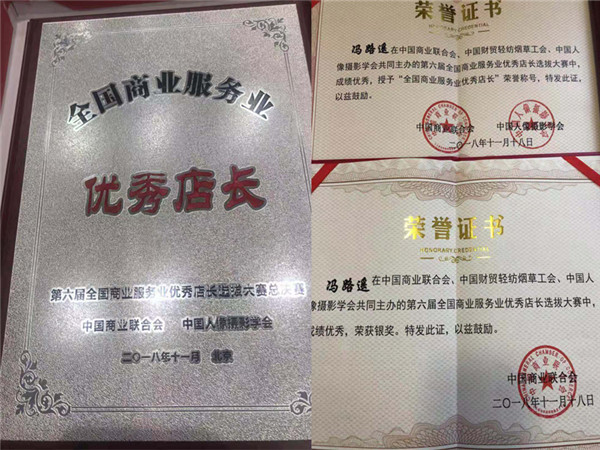 全国商业服务业
优秀店长
第六届全国商业服务业优秀店长选拔大赛总决赛
中国商业联合会 中国人像摄影学会
二〇一八年十一月 北京
荣誉证书
HONORARY CREDENTIAL
冯路遥在中国商业联合会、中国财贸轻纺烟草工会、中国人
像摄影学会共同主办的第六届全国商业服务业优秀店长选拔大赛中,
成绩优秀,授予“全国商业服务业优秀店长”荣誉称号,特发此证,
以兹鼓励。
中国商业联合会 中国人像摄影学会
二〇一八年十一月十八日
荣誉证书
HONORARY CREDENTIAL
冯路遥在中国商业联合会、中国财贸轻纺烟草工会、中国人
像摄影学会共同主办的第六届全国商业服务业优秀店长选拔大赛中,
成绩优秀,荣获银奖。特发此证,以兹鼓励。
中国商业联合会
二〇一八年十一月十八日